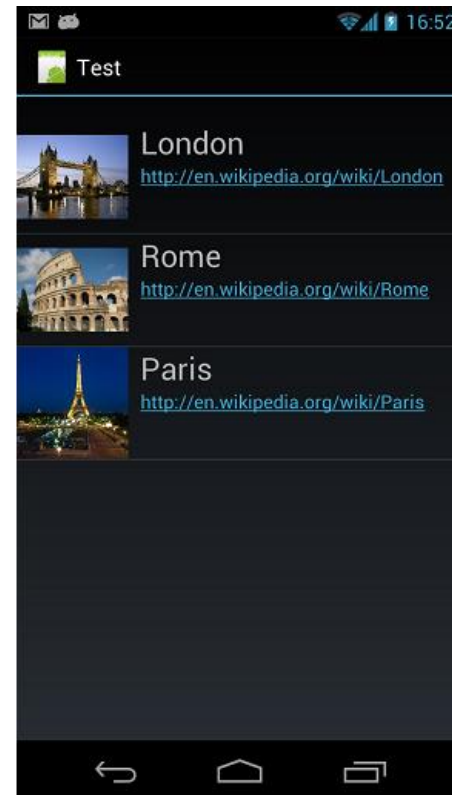 16:52
Test
London
http://en.wikipedia.org/wiki/London
Rome
http://en.wikipedia.org/wiki/Rome
Paris
http://en.wikipedia.org/wiki/Paris